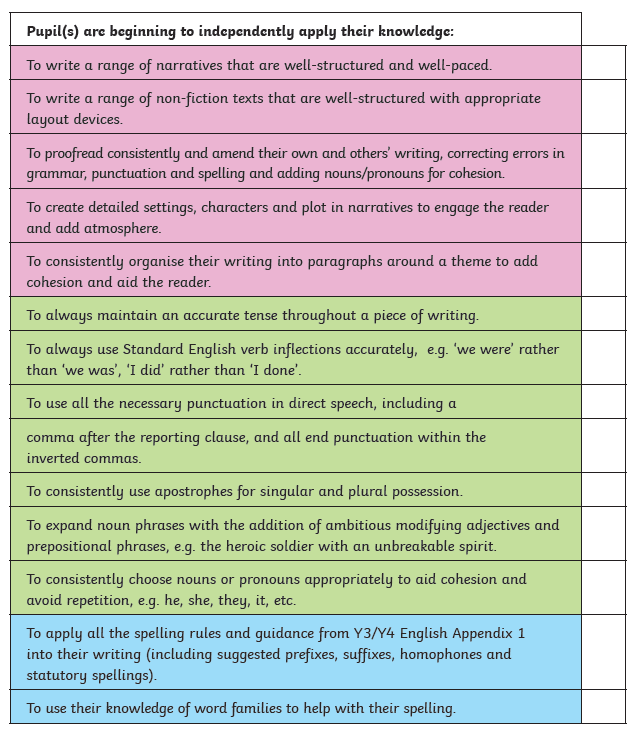 Pupil(s) are beginning to independently apply their knowledge:
To write a range of narratives that are well-structured and well-paced.
To write a range of non-fiction texts that are well-structured with appropriate
layout devices.
To proofread consistently and amend their own and others’ writing, correcting errors in
grammar, punctuation and spelling and adding nouns/pronouns for cohesion.
To create detailed settings, characters and plot in narratives to engage the reader
and add atmosphere.
To consistently organise their writing into paragraphs around a theme to add
cohesion and aid the reader.
To always maintain an accurate tense throughout a piece of writing.
To always use Standard English verb inflections accurately,  e.g. ‘we were’ rather
than ‘we was’, ‘I did’ rather than ‘I done’.
To use all the necessary punctuation in direct speech, including a
comma after the reporting clause, and all end punctuation within the
inverted commas.
To consistently use apostrophes for singular and plural possession.
To expand noun phrases with the addition of ambitious modifying adjectives and
prepositional phrases, e.g. the heroic soldier with an unbreakable spirit.
To consistently choose nouns or pronouns appropriately to aid cohesion and
avoid repetition, e.g. he, she, they, it, etc.
To apply all the spelling rules and guidance from Y3/Y4 English Appendix 1
into their writing (including suggested prefixes, suffixes, homophones and
statutory spellings).
To use their knowledge of word families to help with their spelling.